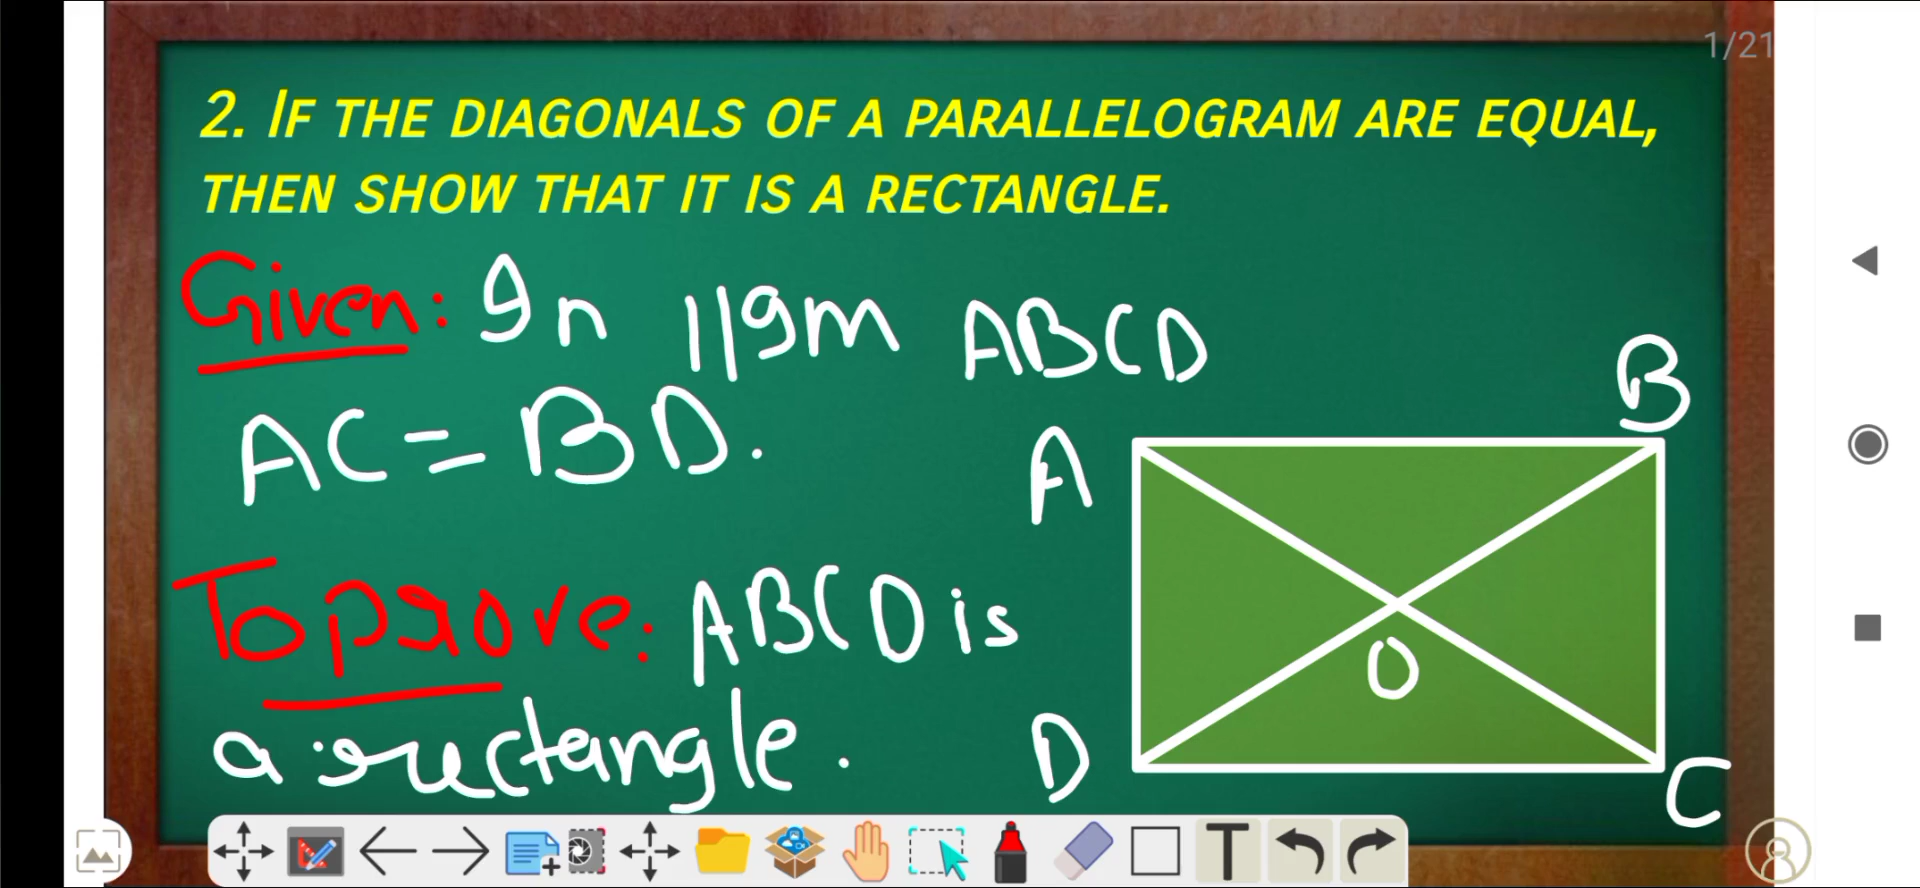 1/21
2. IF THE DIAGONALS OF A PARALLELOGRAM ARE EQUAL,
THEN SHOW THAT IT IS A RECTANGLE.
Given: In ||gm ABCD
AC = BD.
To prove: ABCD is
a rectangle.
A
B
O
D
C
T